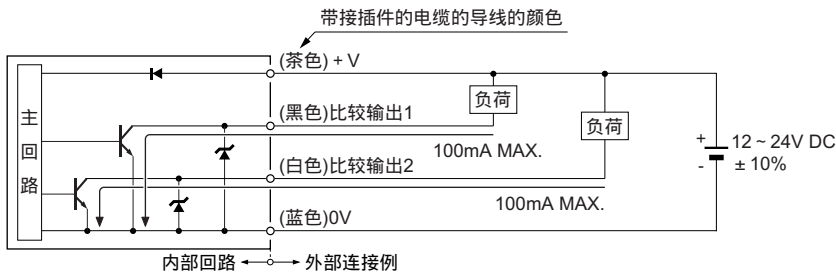 带接插件的电缆的导线的颜色
(茶色) + V
主回路
(黑色)比较输出1
负荷
负荷
100mA MAX.
(白色)比较输出2
100mA MAX.
+ 12 ~ 24V DC
- ± 10%
(蓝色)0V
内部回路 外部连接例